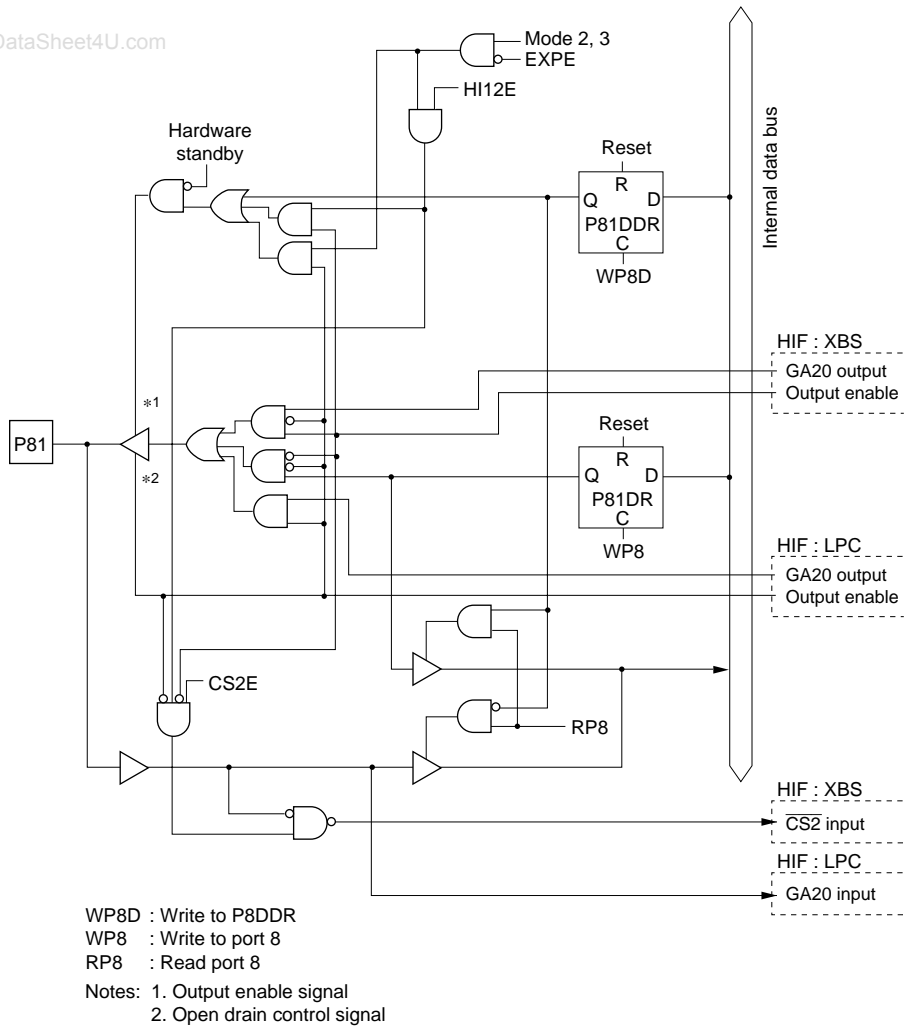 DataSheet4U.com
Mode 2, 3
EXPE
HI12E
Hardware
standby
Reset
R
Q D
P81DDR
C
WP8D
Internal data bus
HIF : XBS
GA20 output
Output enable
*1
P81
*2
Reset
R
Q D
P81DR
C
WP8
HIF : LPC
GA20 output
Output enable
CS2E
RP8
HIF : XBS
CS2 input
HIF : LPC
GA20 input
WP8D : Write to P8DDR
WP8 : Write to port 8
RP8 : Read port 8
Notes: 1. Output enable signal
2. Open drain control signal